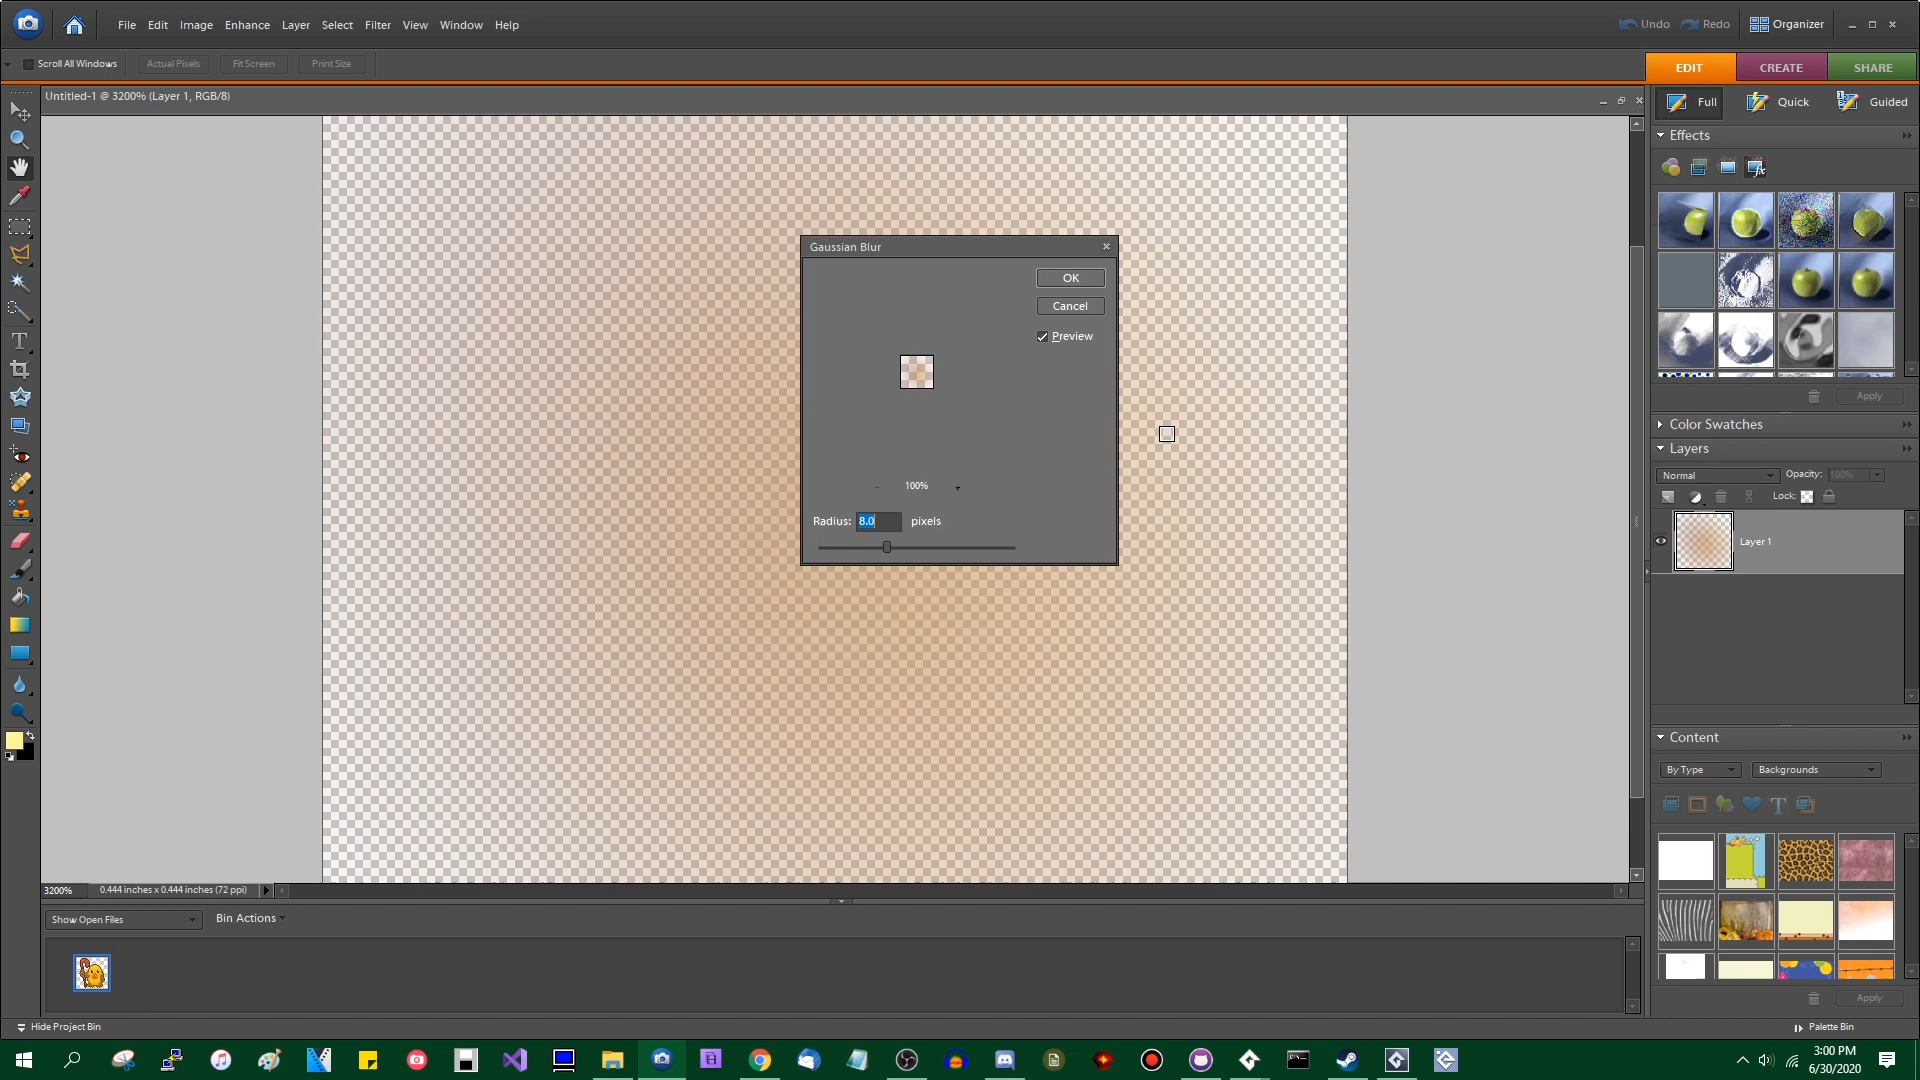 File Edit Image Enhance Layer Select Filter View Window Help
Undo Redo Organizer
Scroll All Windows Actual Pixels Fit Screen Print Size
EDIT CREATE SHARE
Untitled-1 @ 3200% (Layer 1, RGB/8)
Full Quick Guided
Effects
Gaussian Blur
OK
Cancel
Preview
100%
Radius: 8.0 pixels
Apply
Color Swatches
Layers
Normal Opacity: 100%
Lock:
Layer 1
Content
By Type Backgrounds
3200% 0.444 inches x 0.444 inches (72 ppi)
Show Open Files Bin Actions
Apply
Hide Project Bin Palette Bin
3:00 PM
6/30/2020